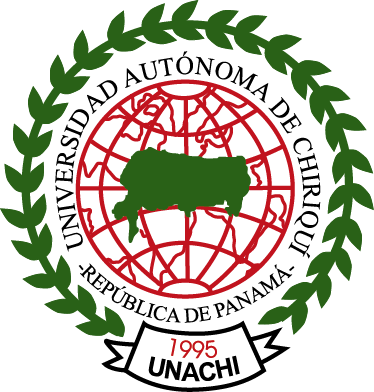 UNIVERSIDAD AUTÓNOMA DE CHIRIQUÍ
-REPÚBLICA DE PANAMÁ-
1995
UNACHI